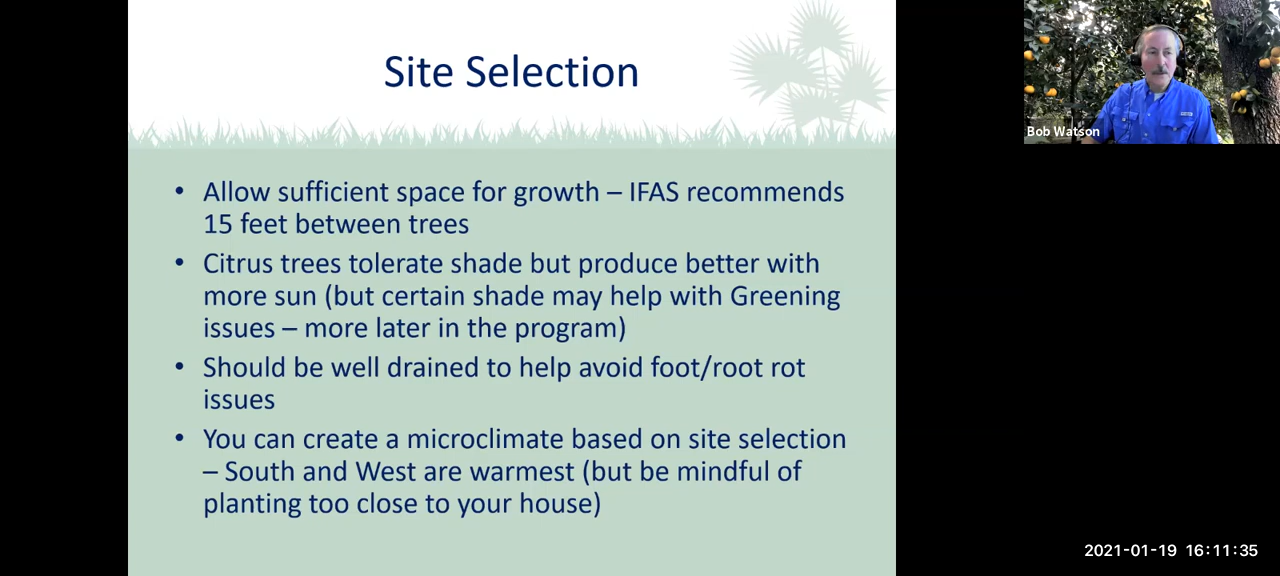 Site Selection
• Allow sufficient space for growth – IFAS recommends
15 feet between trees
• Citrus trees tolerate shade but produce better with
more sun (but certain shade may help with Greening
issues – more later in the program)
• Should be well drained to help avoid foot/root rot
issues
• You can create a microclimate based on site selection
– South and West are warmest (but be mindful of
planting too close to your house)
Bob Watson
2021-01-19 16:11:35